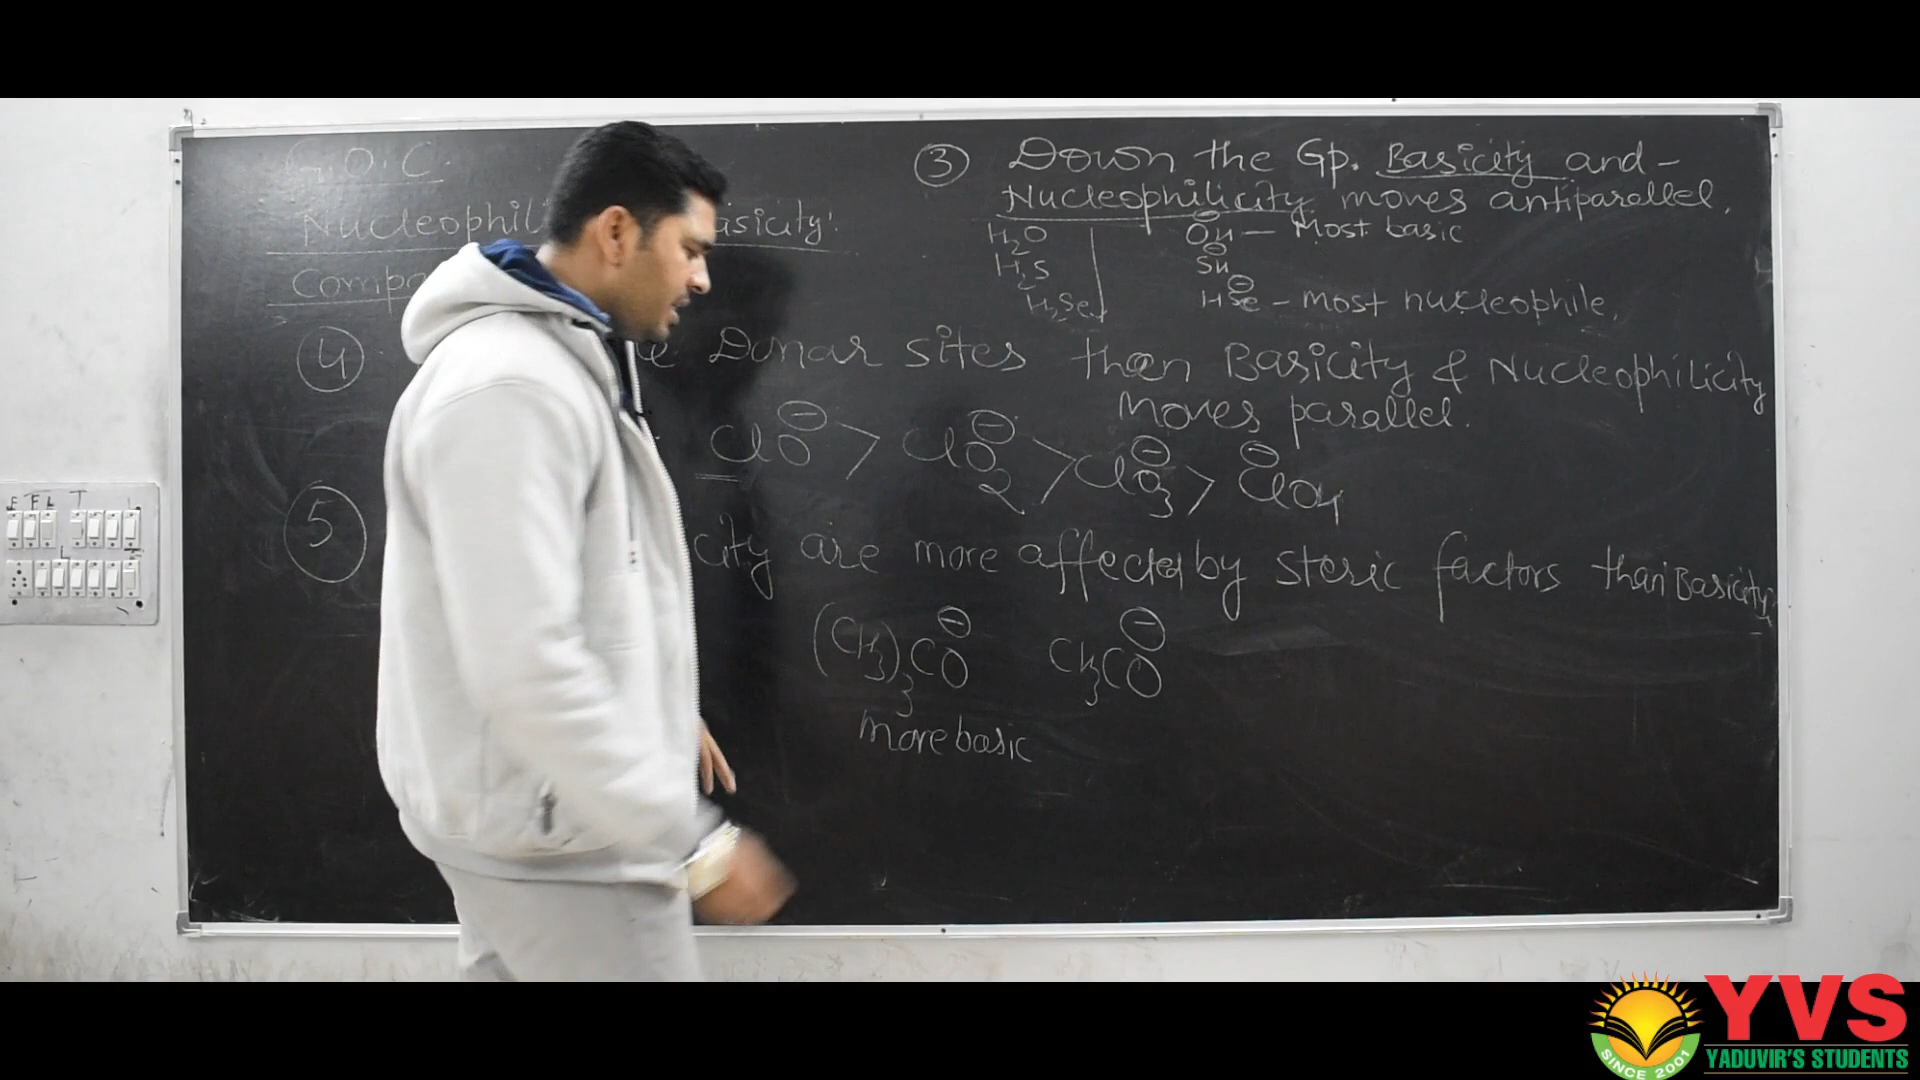 G.O.C.
Nucleophili asicity:
Compa
③ Down the Gp. Basicity and -
Nucleophilicity moves antiparallel,
H2O OH⊖ - Most basic
H2S SH⊖
H2Se HSe⊖ - most nucleophile,
④ e Donar sites then Basicity & Nucleophilicity
Moves parallel.
ClO⊖ > ClO2⊖ > ClO3⊖ > ClO4⊖
⑤ city are more affected by steric factors than Basicity:
(CH3)3CO⊖ CH3CO⊖
More basic
E F L T L
L
YVS
YADUVIR'S STUDENTS
SINCE 2001